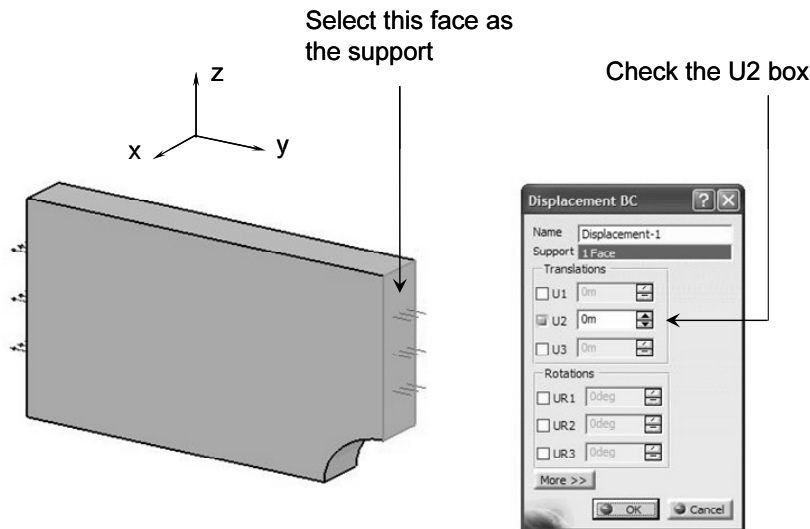 Select this face as
the support
Check the U2 box
z
x
y
Displacement BC
Name Displacement-1
Support 1 Face
Translations
U1 0m
U2 0m
U3 0m
Rotations
UR1 0deg
UR2 0deg
UR3 0deg
More >>
OK Cancel